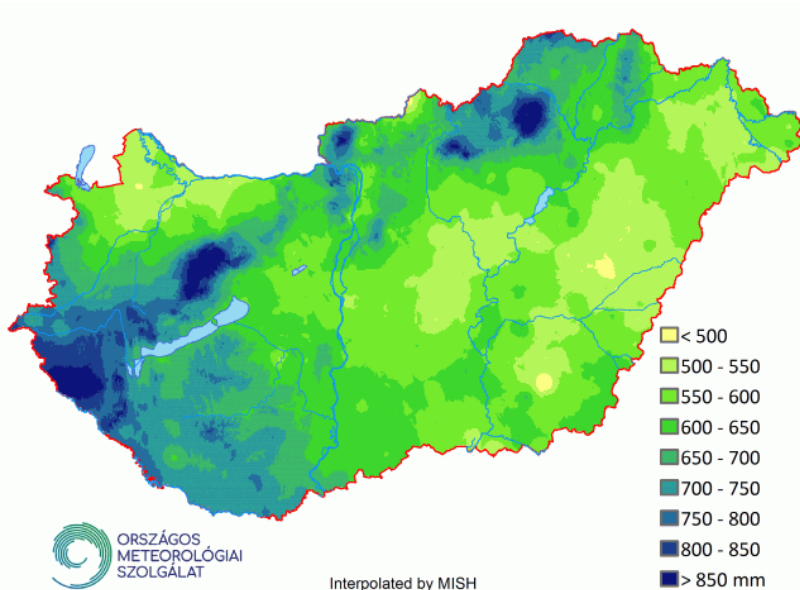 < 500
500 - 550
550 - 600
600 - 650
650 - 700
700 - 750
750 - 800
800 - 850
> 850 mm
ORSZÁGOS
METEOROLÓGIAI
SZOLGÁLAT
Interpolated by MISH